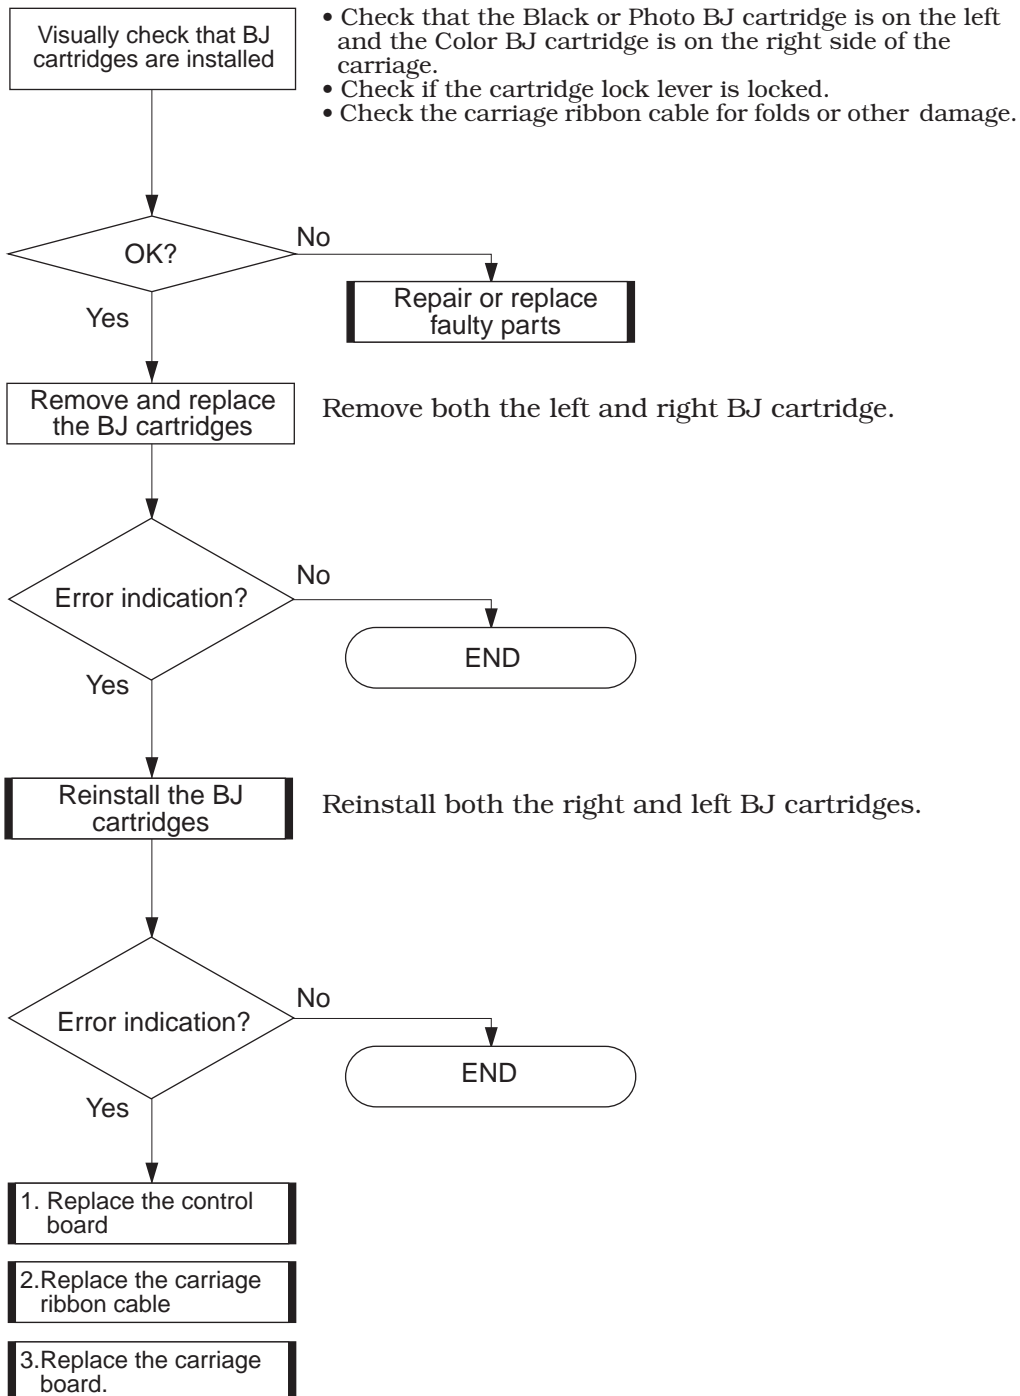 Visually check that BJ
cartridges are installed
• Check that the Black or Photo BJ cartridge is on the left
and the Color BJ cartridge is on the right side of the
carriage.
• Check if the cartridge lock lever is locked.
• Check the carriage ribbon cable for folds or other damage.
OK?
No
Yes
Repair or replace
faulty parts
Remove and replace
the BJ cartridges
Remove both the left and right BJ cartridge.
Error indication?
No
END
Yes
Reinstall the BJ
cartridges
Reinstall both the right and left BJ cartridges.
Error indication?
No
END
Yes
1. Replace the control
board
2.Replace the carriage
ribbon cable
3.Replace the carriage
board.